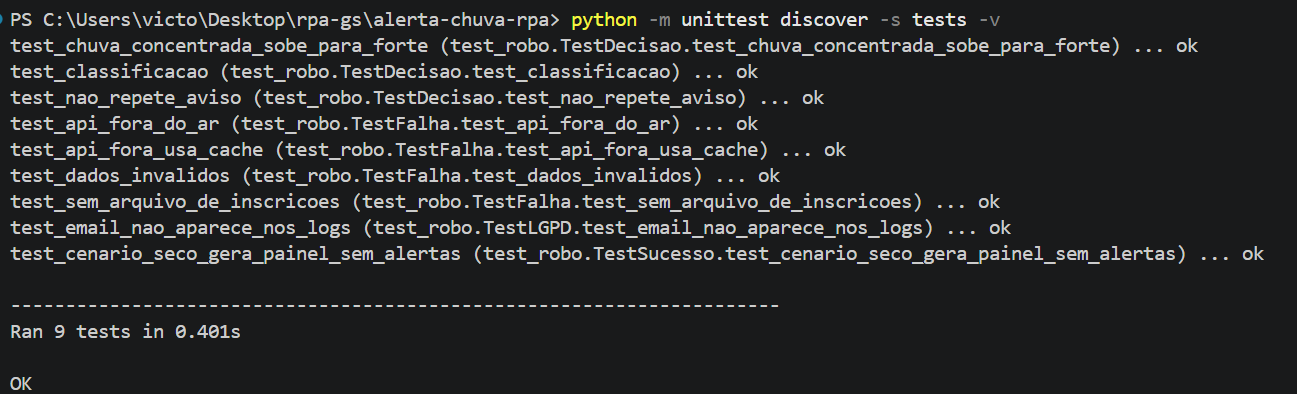 PS C:\Users\victo\Desktop\rpa-gs\alerta-chuva-rpa> python -m unittest discover -s tests -v
test_chuva_concentrada_sobe_para_forte (test_robo.TestDecisao.test_chuva_concentrada_sobe_para_forte) ... ok
test_classificacao (test_robo.TestDecisao.test_classificacao) ... ok
test_nao_repete_aviso (test_robo.TestDecisao.test_nao_repete_aviso) ... ok
test_api_fora_do_ar (test_robo.TestFalha.test_api_fora_do_ar) ... ok
test_api_fora_usa_cache (test_robo.TestFalha.test_api_fora_usa_cache) ... ok
test_dados_invalidos (test_robo.TestFalha.test_dados_invalidos) ... ok
test_sem_arquivo_de_inscricoes (test_robo.TestFalha.test_sem_arquivo_de_inscricoes) ... ok
test_email_nao_aparece_nos_logs (test_robo.TestLGPD.test_email_nao_aparece_nos_logs) ... ok
test_cenario_seco_gera_painel_sem_alertas (test_robo.TestSucesso.test_cenario_seco_gera_painel_sem_alertas) ... ok
----------------------------------------------------------------------
Ran 9 tests in 0.401s
OK